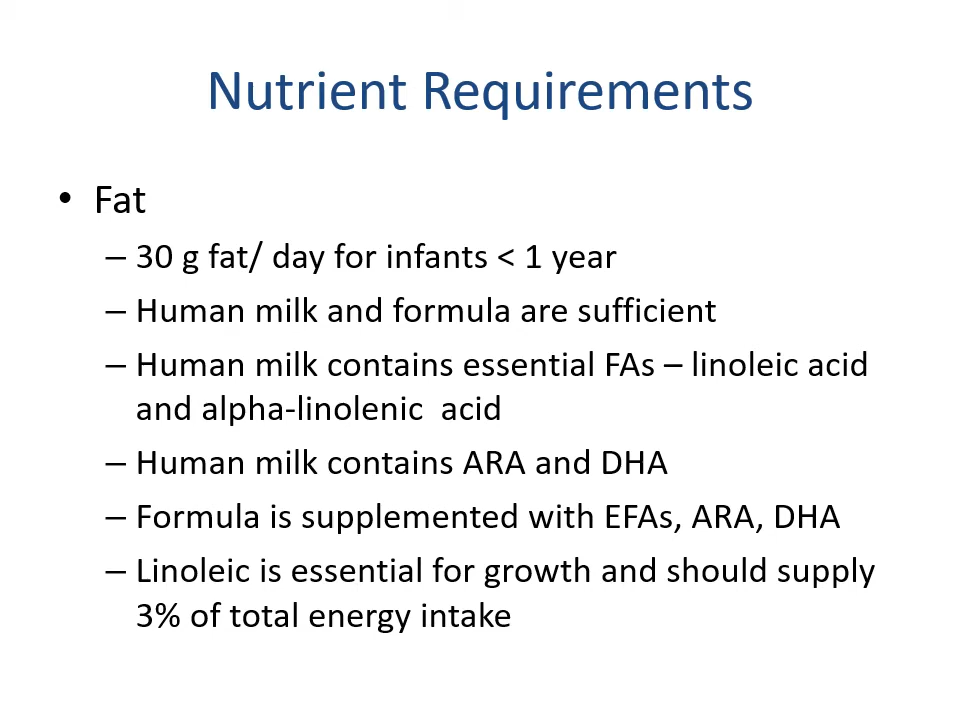 Nutrient Requirements
• Fat
– 30 g fat/ day for infants < 1 year
– Human milk and formula are sufficient
– Human milk contains essential FAs – linoleic acid
and alpha-linolenic  acid
– Human milk contains ARA and DHA
– Formula is supplemented with EFAs, ARA, DHA
– Linoleic is essential for growth and should supply
3% of total energy intake